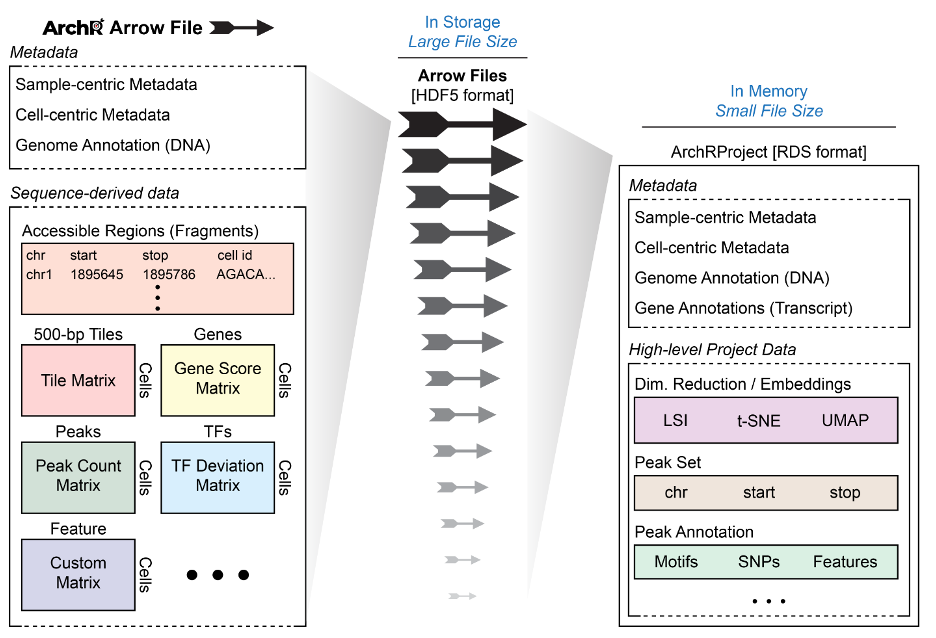 ArchR Arrow File
Metadata
Sample-centric Metadata
Cell-centric Metadata
Genome Annotation (DNA)
Sequence-derived data
Accessible Regions (Fragments)
chr start stop cell id
chr1 1895645 1895786 AGACA...
500-bp Tiles
Tile Matrix
Cells
Genes
Gene Score
Matrix
Cells
Peaks
Peak Count
Matrix
Cells
TFs
TF Deviation
Matrix
Cells
Feature
Custom
Matrix
Cells
In Storage
Large File Size
Arrow Files
[HDF5 format]
In Memory
Small File Size
ArchRProject [RDS format]
Metadata
Sample-centric Metadata
Cell-centric Metadata
Genome Annotation (DNA)
Gene Annotations (Transcript)
High-level Project Data
Dim. Reduction / Embeddings
LSI t-SNE UMAP
Peak Set
chr start stop
Peak Annotation
Motifs SNPs Features